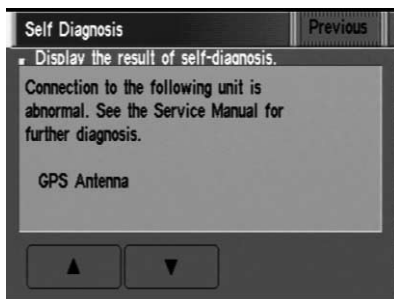 Self Diagnosis
Previous
Display the result of self-diagnosis.
Connection to the following unit is
abnormal. See the Service Manual for
further diagnosis.
GPS Antenna